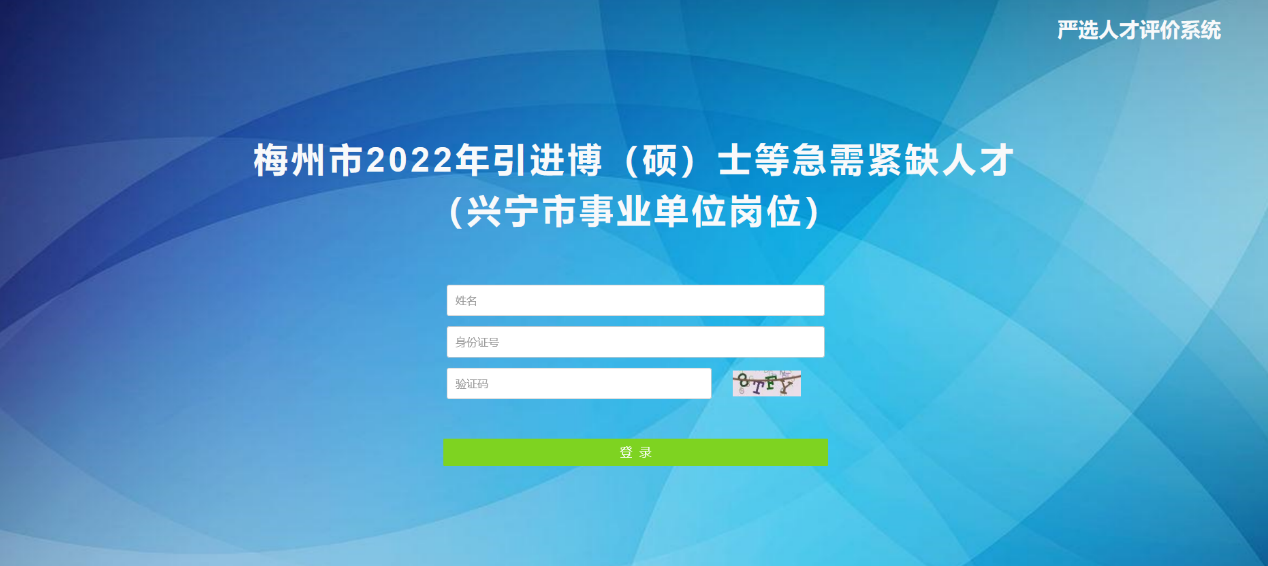 严选人才评价系统
梅州市2022年引进博（硕）士等急需紧缺人才
（兴宁市事业单位岗位）
姓名
身份证号
验证码
登 录